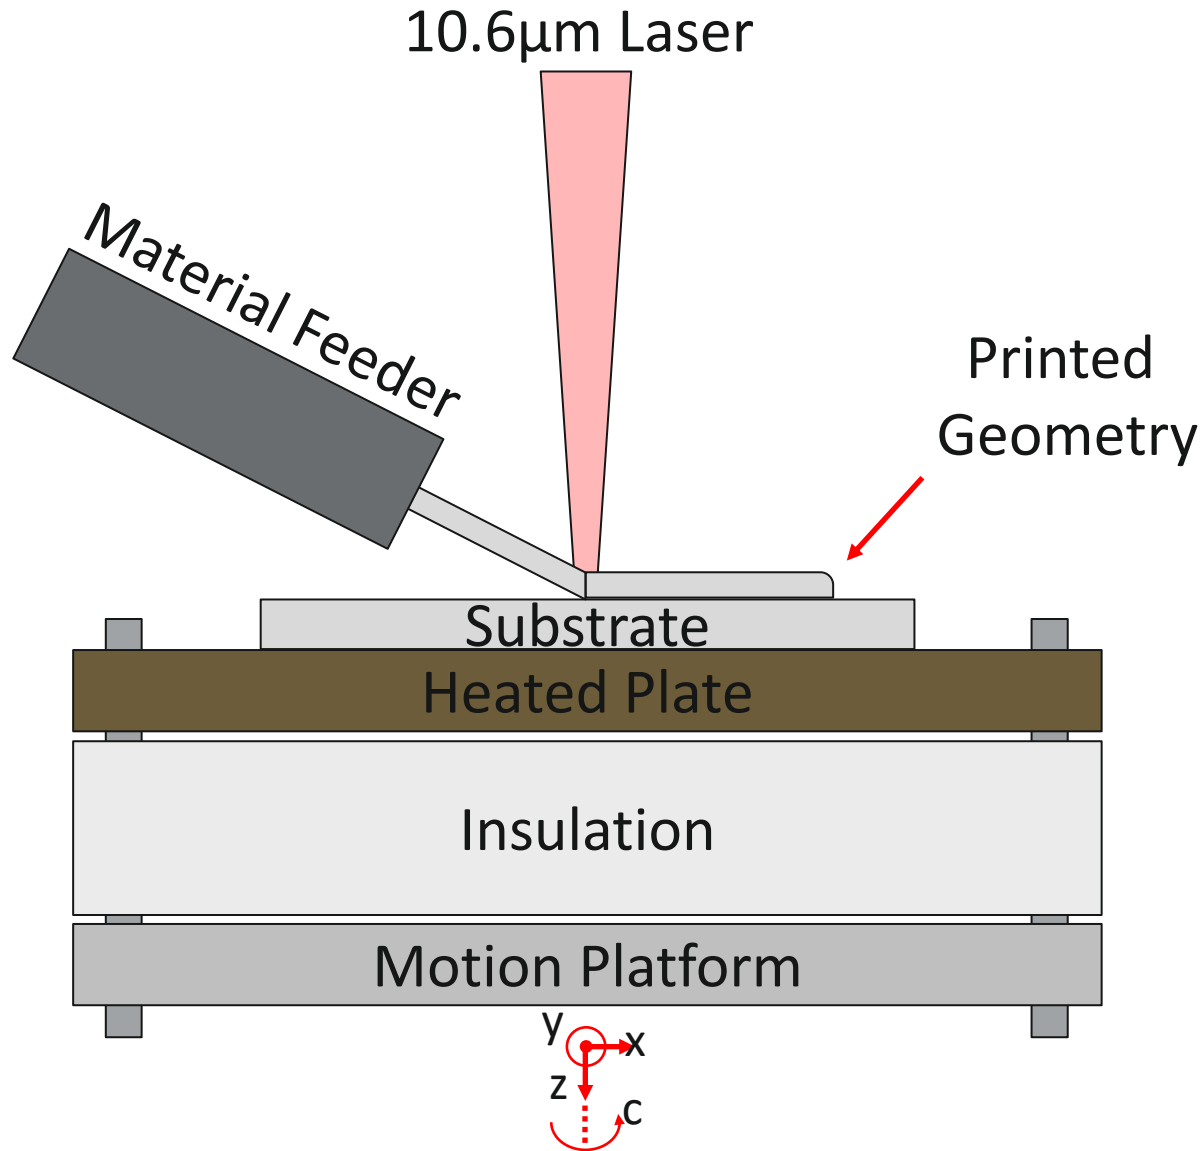 10.6µm Laser
Material Feeder
Printed
Geometry
Substrate
Heated Plate
Insulation
Motion Platform
y
x
z
c